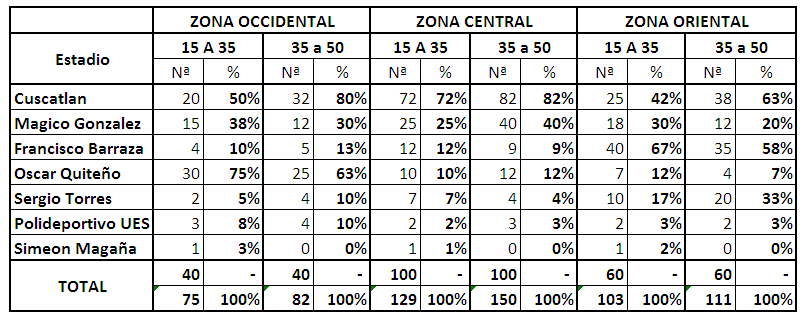 ZONA OCCIDENTAL ZONA CENTRAL ZONA ORIENTAL
Estadio 15 A 35 35 a 50 15 A 35 35 a 50 15 A 35 35 a 50
Nª % Nª % Nª % Nª % Nª % Nª %
Cuscatlan 20 50% 32 80% 72 72% 82 82% 25 42% 38 63%
Magico Gonzalez 15 38% 12 30% 25 25% 40 40% 18 30% 12 20%
Francisco Barraza 4 10% 5 13% 12 12% 9 9% 40 67% 35 58%
Oscar Quiteño 30 75% 25 63% 10 10% 12 12% 7 12% 4 7%
Sergio Torres 2 5% 4 10% 7 7% 4 4% 10 17% 20 33%
Polideportivo UES 3 8% 4 10% 2 2% 3 3% 2 3% 2 3%
Simeon Magaña 1 3% 0 0% 1 1% 0 0% 1 2% 0 0%
TOTAL 40 - 40 - 100 - 100 - 60 - 60 -
75 100% 82 100% 129 100% 150 100% 103 100% 111 100%